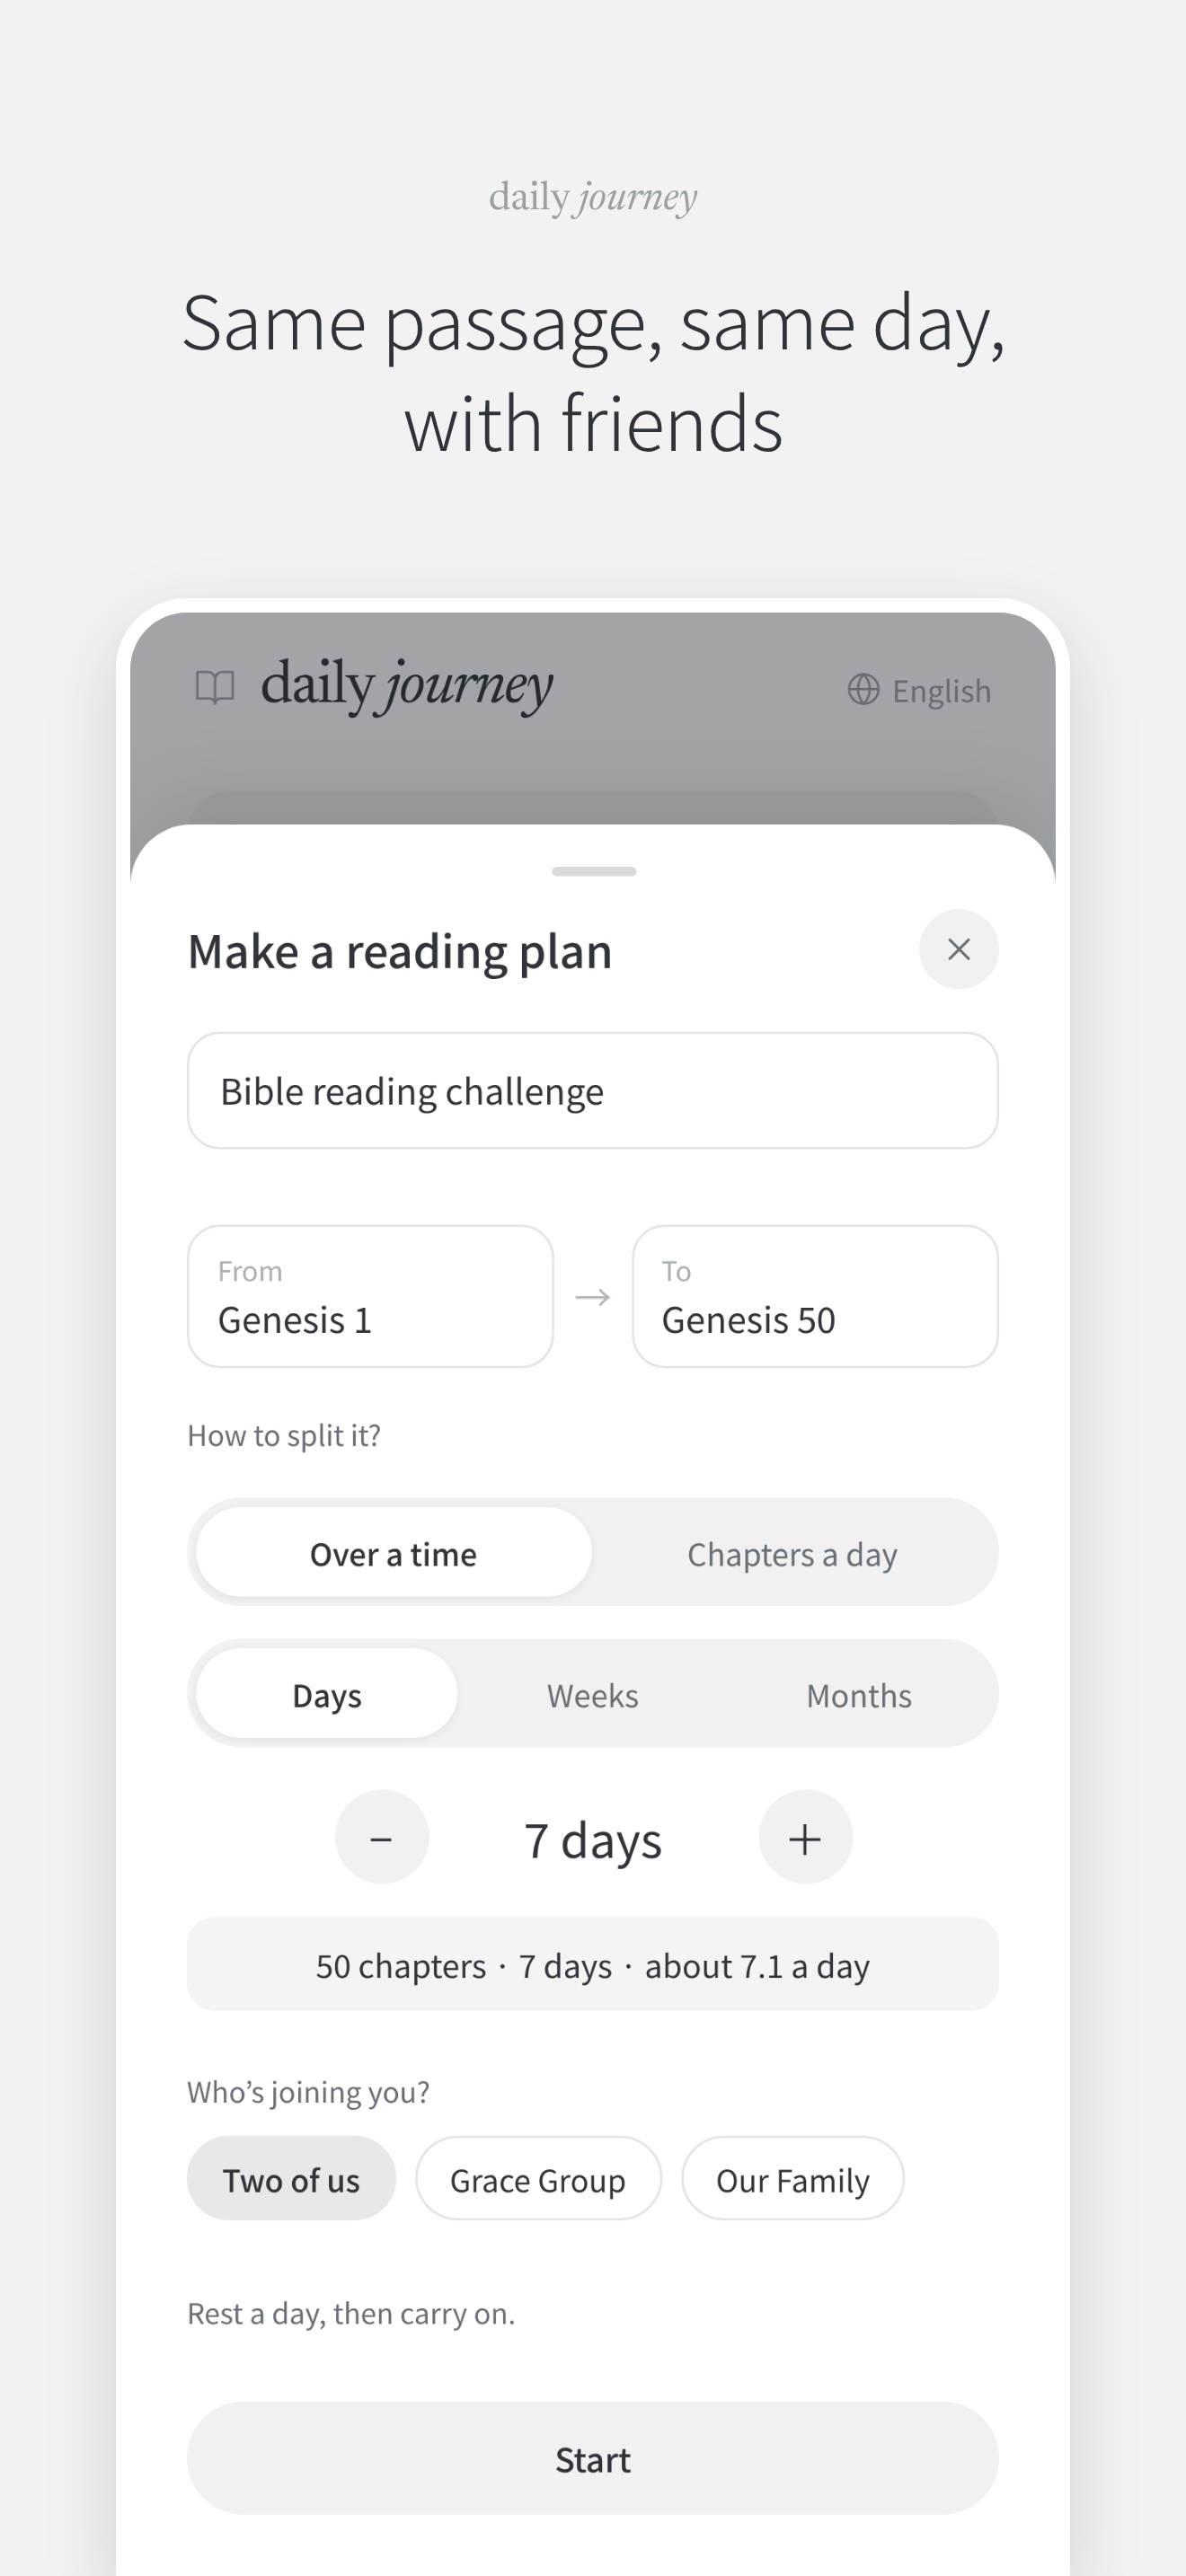 daily journey
Same passage, same day,
with friends
daily journey
English
Make a reading plan
Bible reading challenge
From
Genesis 1
→
To
Genesis 50
How to split it?
Over a time
Chapters a day
Days
Weeks
Months
− 7 days +
50 chapters · 7 days · about 7.1 a day
Who’s joining you?
Two of us
Grace Group
Our Family
Rest a day, then carry on.
Start